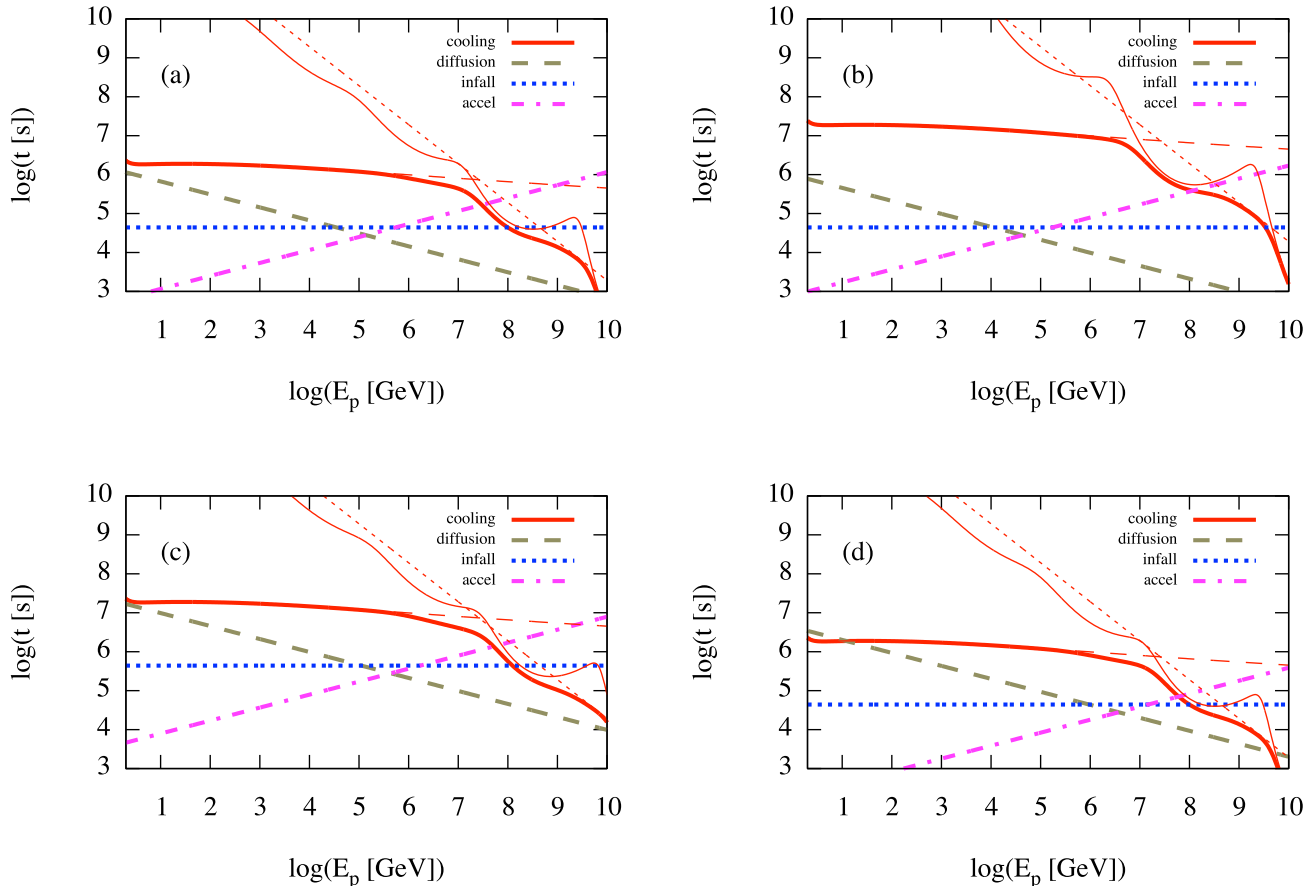 10
9
8
7
6
5
4
3
log(t [s])
(a)
cooling
diffusion
infall
accel
1 2 3 4 5 6 7 8 9 10
log(E_p [GeV])
10
9
8
7
6
5
4
3
log(t [s])
(b)
cooling
diffusion
infall
accel
1 2 3 4 5 6 7 8 9 10
log(E_p [GeV])
10
9
8
7
6
5
4
3
log(t [s])
(c)
cooling
diffusion
infall
accel
1 2 3 4 5 6 7 8 9 10
log(E_p [GeV])
10
9
8
7
6
5
4
3
log(t [s])
(d)
cooling
diffusion
infall
accel
1 2 3 4 5 6 7 8 9 10
log(E_p [GeV])